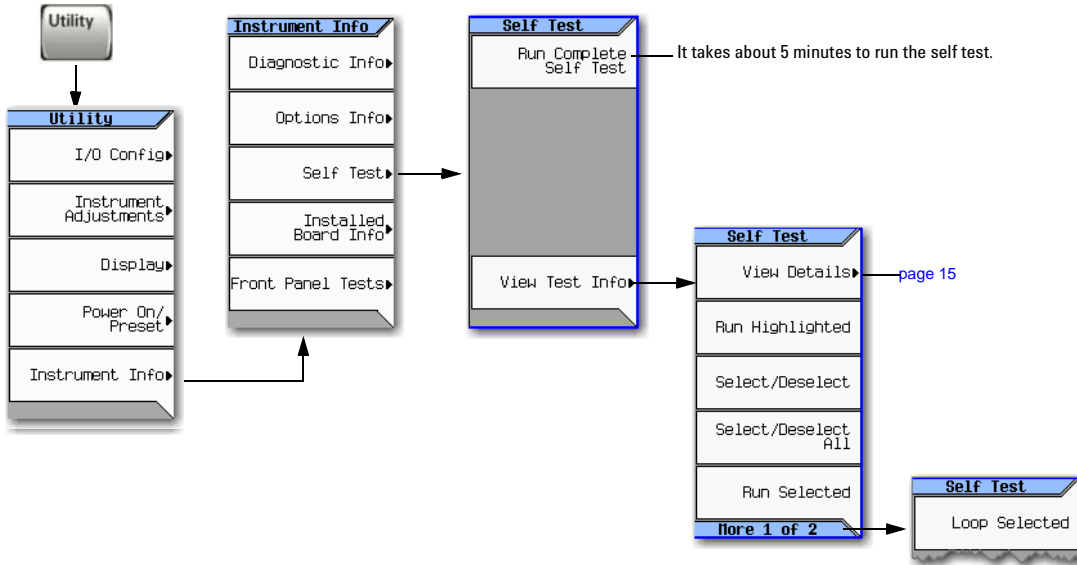 Utility
Utility
I/O Config
Instrument
Adjustments
Display
Power On/
Preset
Instrument Info
Instrument Info
Diagnostic Info
Options Info
Self Test
Installed
Board Info
Front Panel Tests
Self Test
Run Complete
Self Test
It takes about 5 minutes to run the self test.
View Test Info
Self Test
View Details
page 15
Run Highlighted
Select/Deselect
Select/Deselect
All
Run Selected
More 1 of 2
Self Test
Loop Selected